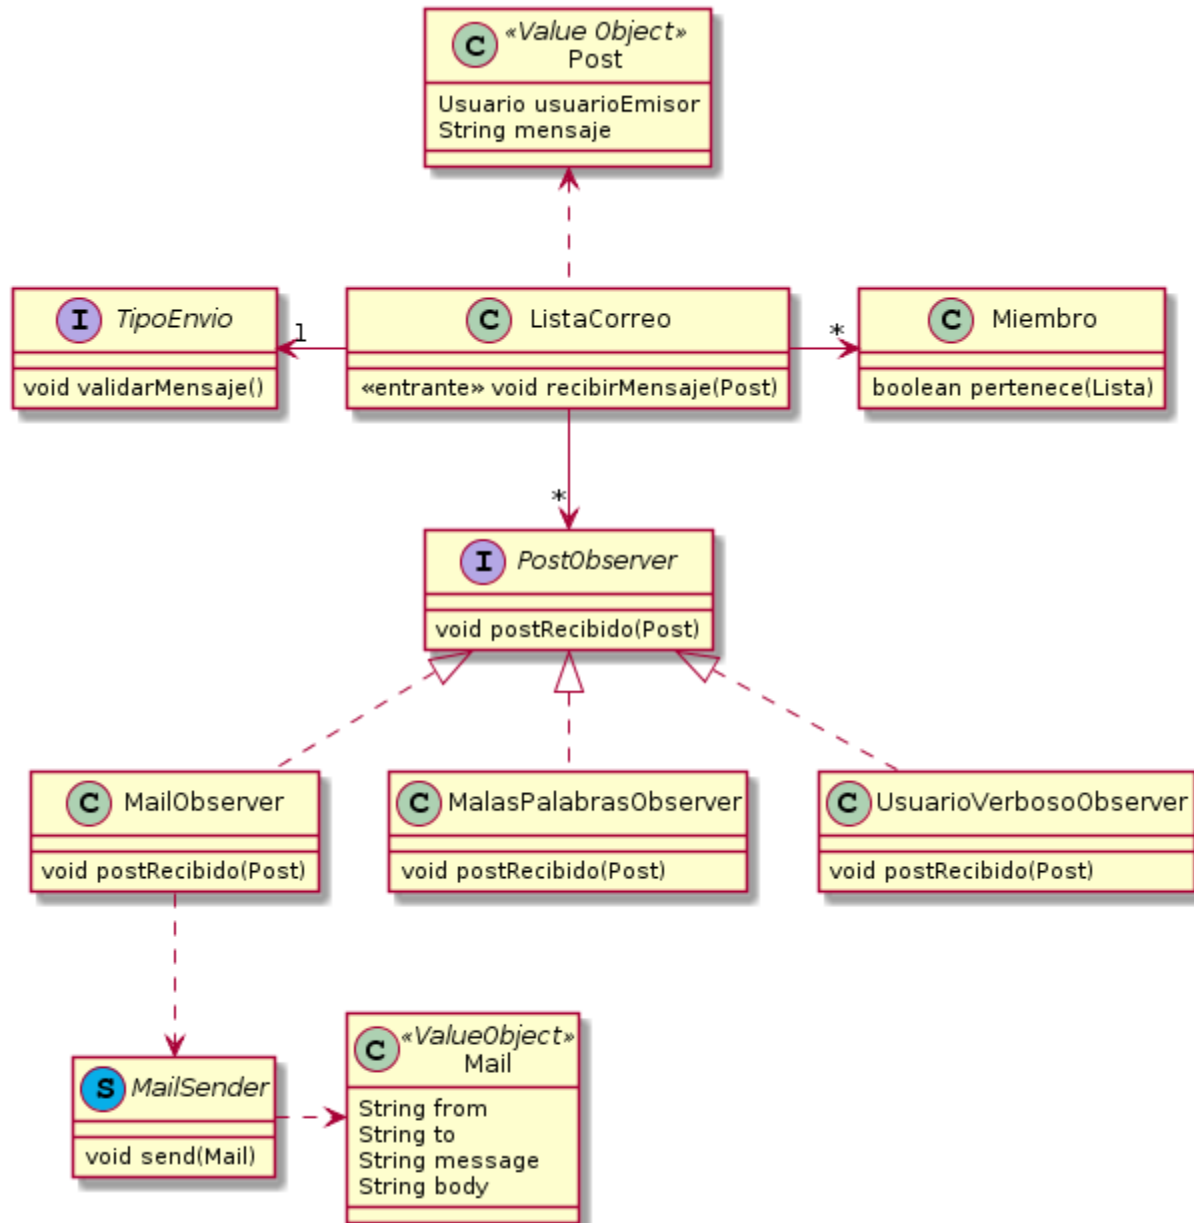 C «Value Object»
Post
Usuario usuarioEmisor
String mensaje
I TipoEnvio
void validarMensaje()
1
C ListaCorreo
«entrante» void recibirMensaje(Post)
*
C Miembro
boolean pertenece(Lista)
*
I PostObserver
void postRecibido(Post)
C MailObserver
void postRecibido(Post)
C MalasPalabrasObserver
void postRecibido(Post)
C UsuarioVerbosoObserver
void postRecibido(Post)
S MailSender
void send(Mail)
C «ValueObject»
Mail
String from
String to
String message
String body